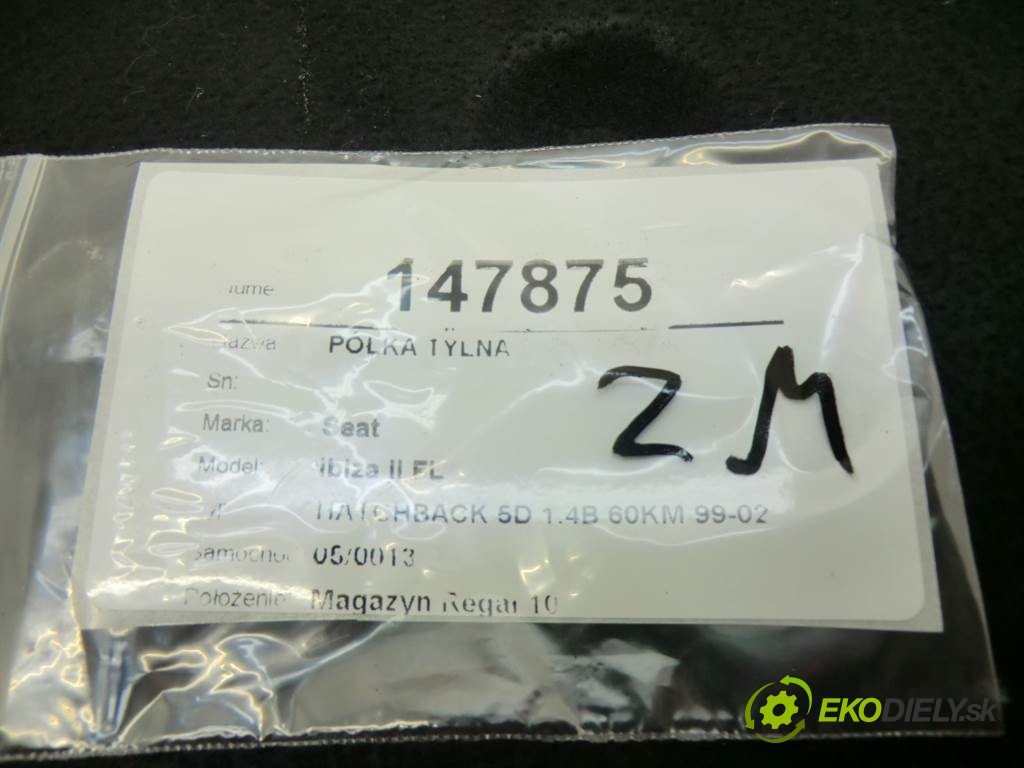 147875
PÓŁKA TYLNA
Sn:
Marka: Seat
Model: Ibiza II FL
HATCHBACK 5D 1.4B 60KM 99-02
05/0013
Położenie: Magazyn Regał 10
ZM
EKODIELY.sk